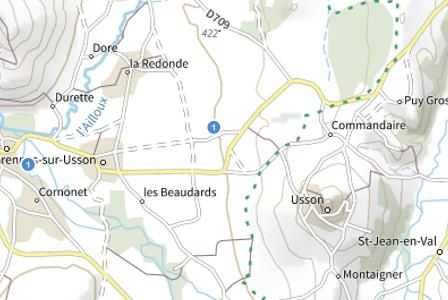 D709
422
Dore
la Redonde
Durette
l'Ailloux
Puy Gros
1
Commandaire
-sur-Usson
1
Cornonet
les Beaudards
Usson
St-Jean-en-Val
Montaigner